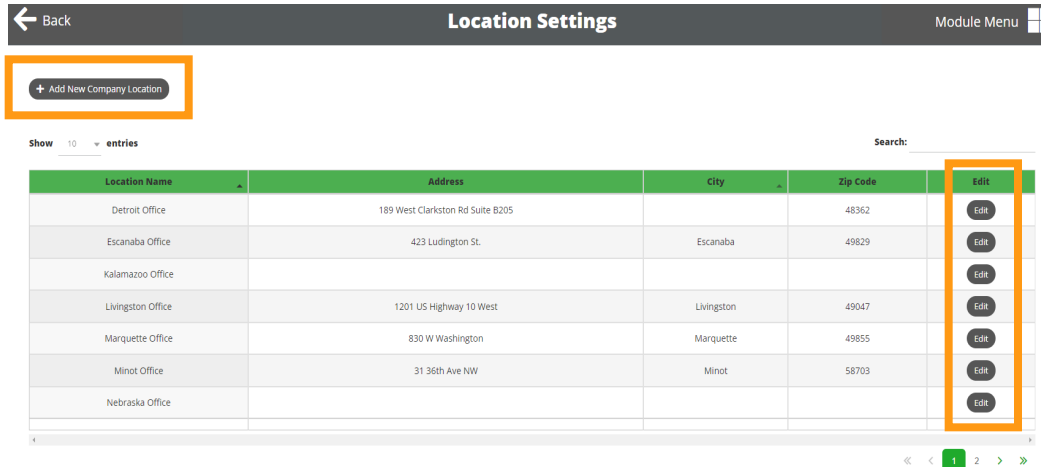 Back Location Settings Module Menu
+ Add New Company Location
Show 10 entries Search:
Location Name Address City Zip Code Edit
Detroit Office 189 West Clarkston Rd Suite B205 48362 Edit
Escanaba Office 423 Ludington St. Escanaba 49829 Edit
Kalamazoo Office Edit
Livingston Office 1201 US Highway 10 West Livingston 49047 Edit
Marquette Office 830 W Washington Marquette 49855 Edit
Minot Office 31 36th Ave NW Minot 58703 Edit
Nebraska Office Edit
« < 1 2 > »